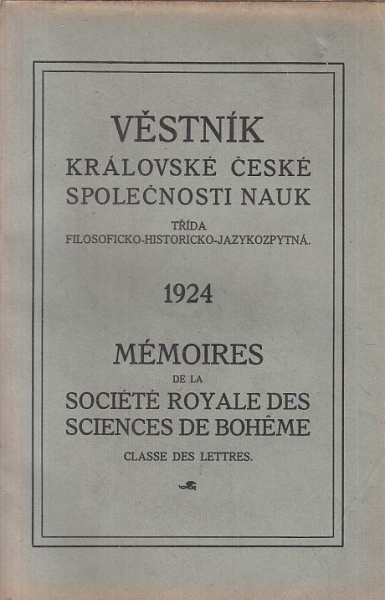 VĚSTNÍK
KRÁLOVSKÉ ČESKÉ
SPOLEČNOSTI NAUK
TŘÍDA
FILOSOFICKO-HISTORICKO-JAZYKOZPYTNÁ.
1924
MÉMOIRES
DE LA
SOCIÉTÉ ROYALE DES
SCIENCES DE BOHÊME
CLASSE DES LETTRES.